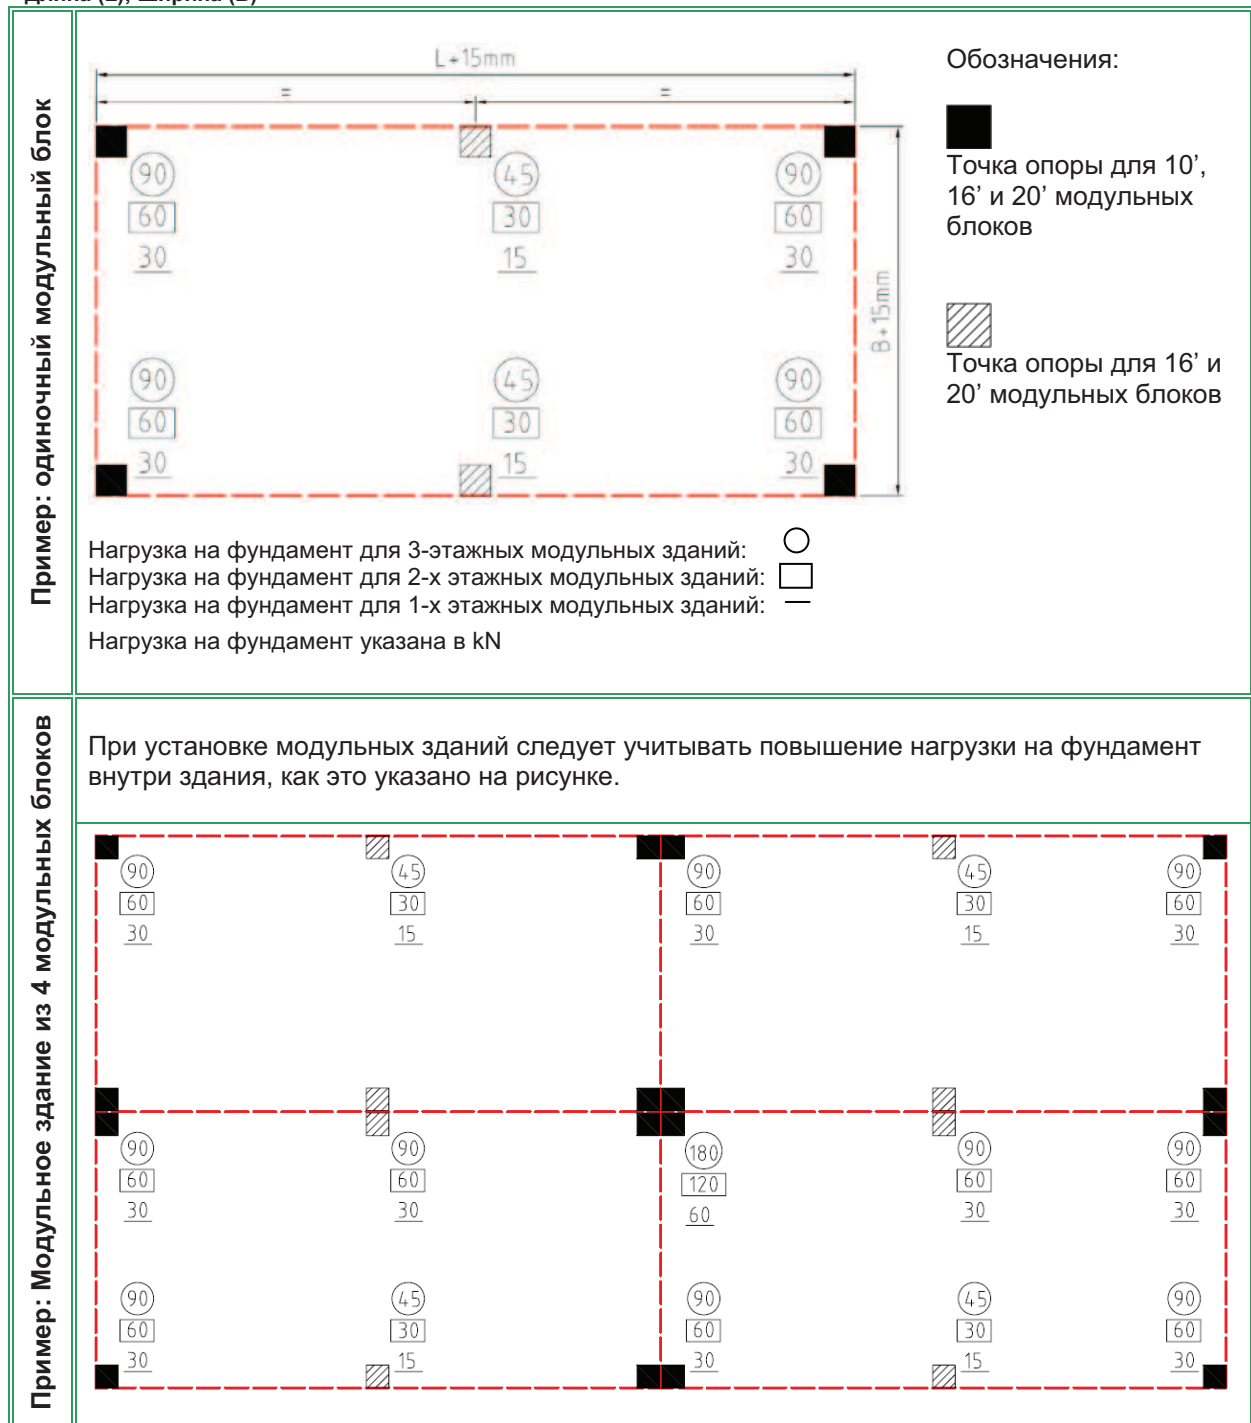 Длина (L), Ширина (B)
Пример: одиночный модульный блок
L+15mm
= =
90 45 90
60 30 60
30 15 30
B+15mm
90 45 90
60 30 60
30 15 30
Обозначения:
Точка опоры для 10’,
16’ и 20’ модульных
блоков
Точка опоры для 16’ и
20’ модульных блоков
Нагрузка на фундамент для 3-этажных модульных зданий:
Нагрузка на фундамент для 2-х этажных модульных зданий:
Нагрузка на фундамент для 1-х этажных модульных зданий:
Нагрузка на фундамент указана в kN
Пример: Модульное здание из 4 модульных блоков
При установке модульных зданий следует учитывать повышение нагрузки на фундамент
внутри здания, как это указано на рисунке.
90 45 90 45 90
60 30 60 30 60
30 15 30 15 30
90 90 180 90 90
60 60 120 60 60
30 30 60 30 30
90 45 90 45 90
60 30 60 30 60
30 15 30 15 30